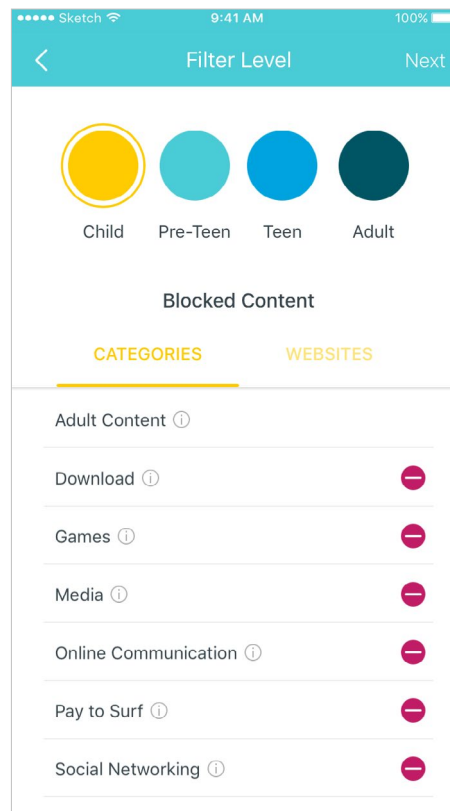 Sketch 9:41 AM 100%
Filter Level Next
Child Pre-Teen Teen Adult
Blocked Content
CATEGORIES WEBSITES
Adult Content
Download
Games
Media
Online Communication
Pay to Surf
Social Networking